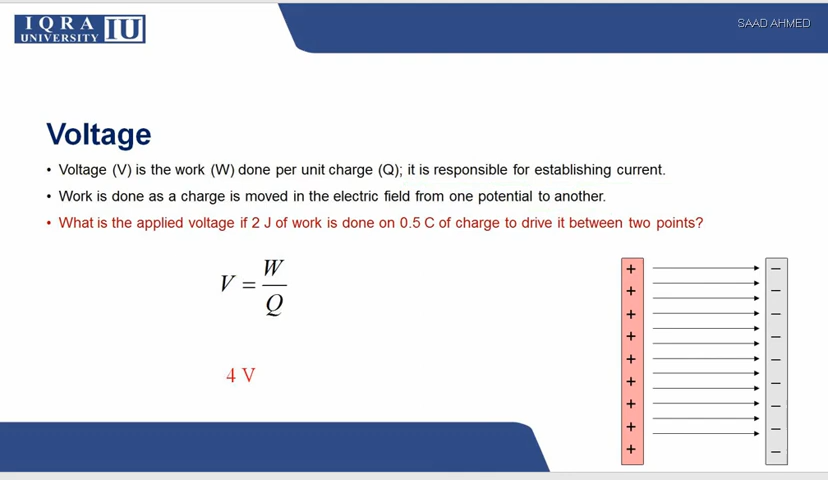 IQRA
UNIVERSITY IU
SAAD AHMED
Voltage
• Voltage (V) is the work (W) done per unit charge (Q); it is responsible for establishing current.
• Work is done as a charge is moved in the electric field from one potential to another.
• What is the applied voltage if 2 J of work is done on 0.5 C of charge to drive it between two points?
V = W/Q
4 V
+ −
+ −
+ −
+ −
+ −
+ −
+ −
+ −
+ −